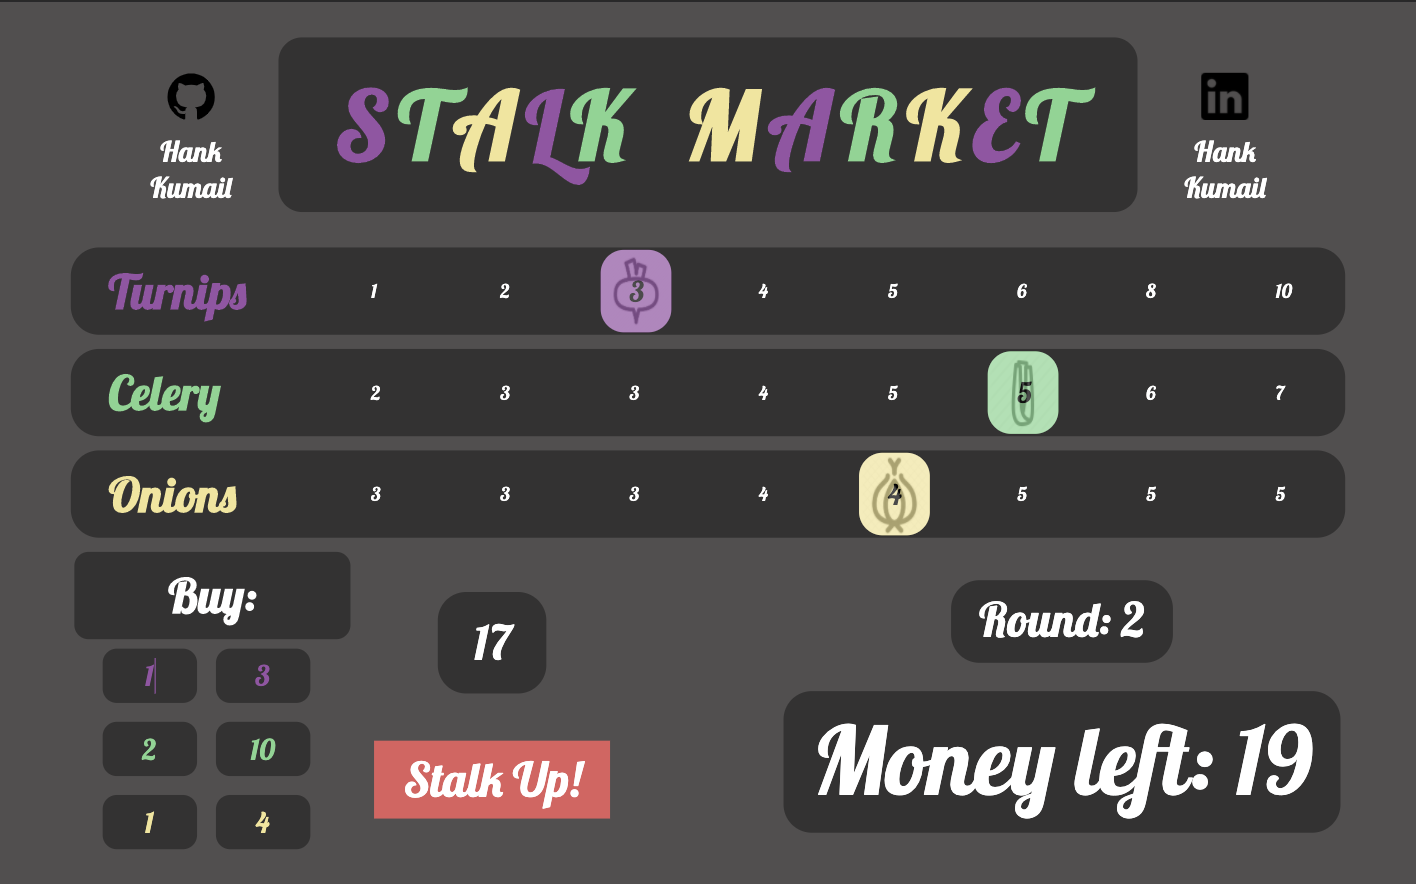 STALK MARKET
Hank
Kumail
in
Hank
Kumail
Turnips 1 2 3 4 5 6 8 10
Celery 2 3 3 4 5 5 6 7
Onions 3 3 3 4 4 5 5 5
Buy:
1 3
2 10
1 4
17
Stalk Up!
Round: 2
Money left: 19